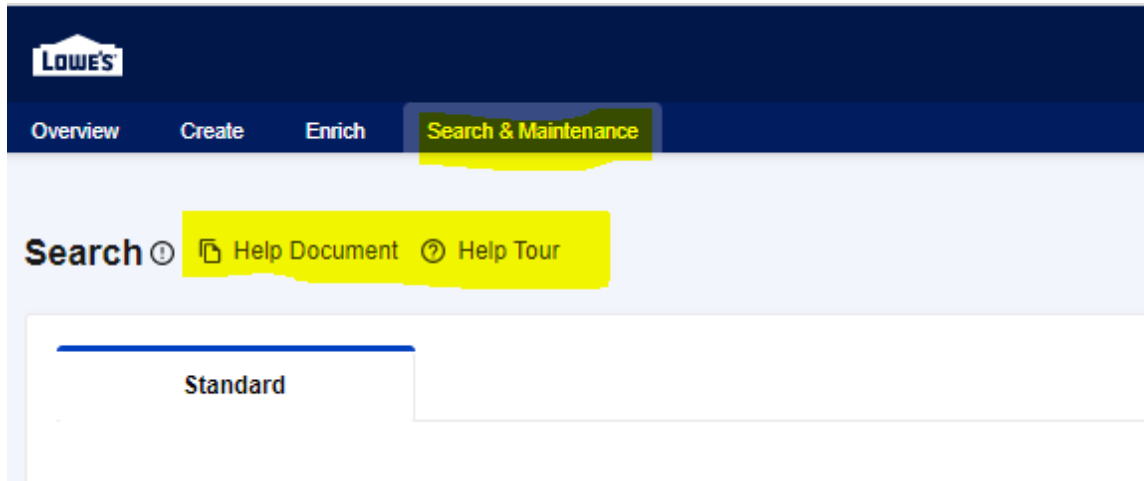 LOWE'S
Overview Create Enrich Search & Maintenance
Search Help Document Help Tour
Standard